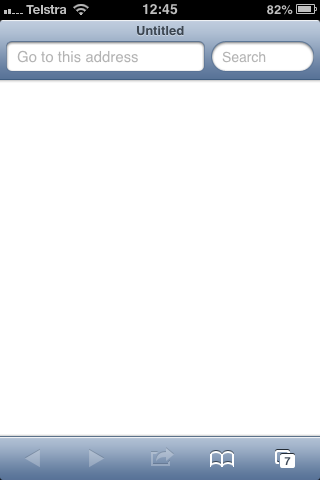 Telstra 12:45 82%
Untitled
Go to this address Search
7